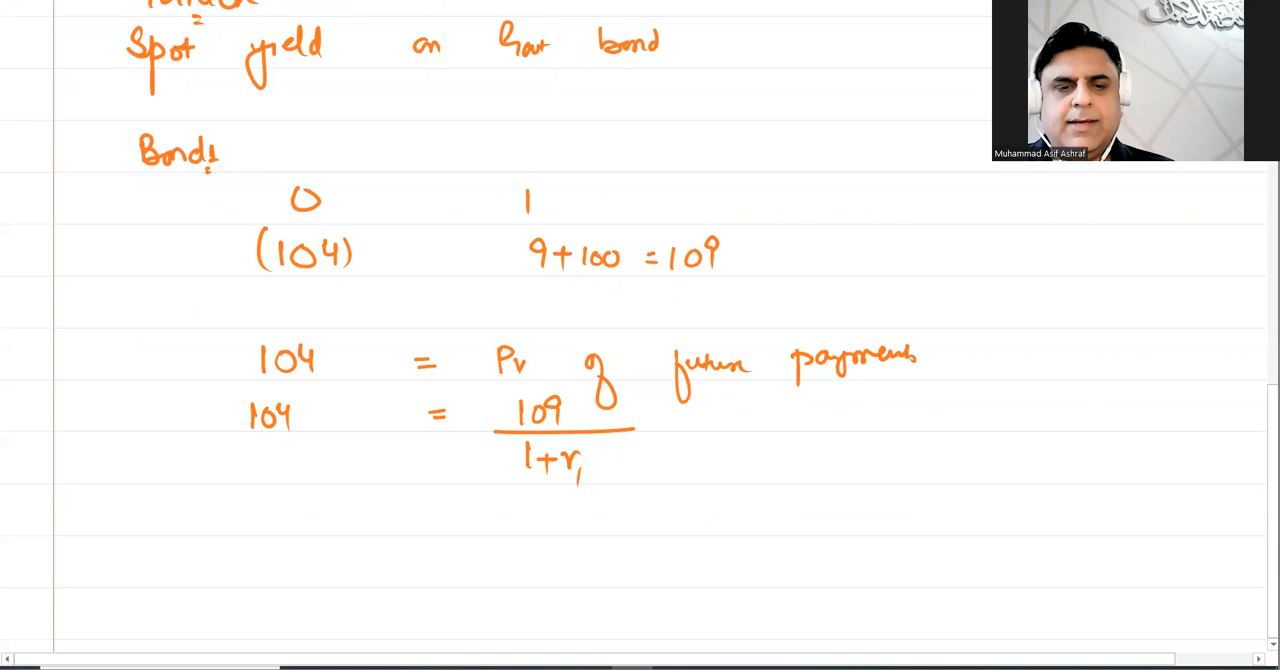 Spot yield on Govt bond
Bond1
0 1
(104) 9+100 =109
104 = Pv of future payments
104 = 109
1+r1
Muhammad Asif Ashraf